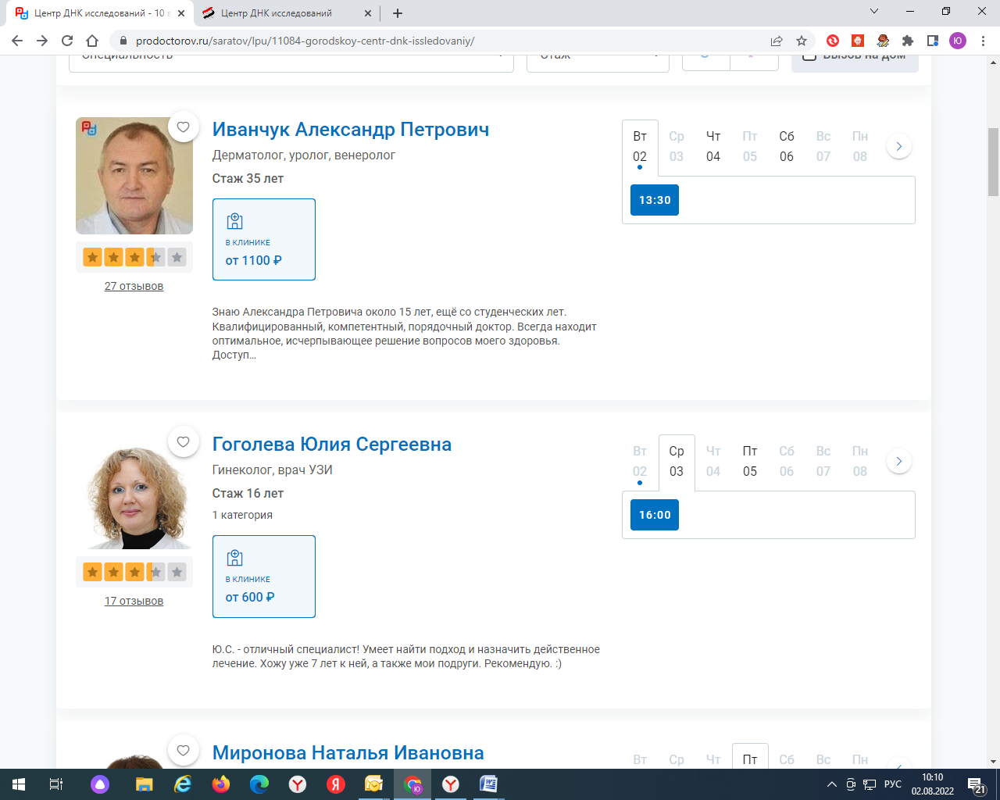 Центр ДНК исследований - 10 в
Центр ДНК исследований
prodoctorov.ru/saratov/lpu/11084-gorodskoy-centr-dnk-issledovaniy/
Ю
Специальность
Стаж
Вызов на дом
Иванчук Александр Петрович
Дерматолог, уролог, венеролог
Стаж 35 лет
В КЛИНИКЕ
от 1100 ₽
27 отзывов
Знаю Александра Петровича около 15 лет, ещё со студенческих лет.
Квалифицированный, компетентный, порядочный доктор. Всегда находит
оптимальное, исчерпывающее решение вопросов моего здоровья.
Доступ...
Вт Ср Чт Пт Сб Вс Пн
02 03 04 05 06 07 08
13:30
Гоголева Юлия Сергеевна
Гинеколог, врач УЗИ
Стаж 16 лет
1 категория
В КЛИНИКЕ
от 600 ₽
17 отзывов
Ю.С. - отличный специалист! Умеет найти подход и назначить действенное
лечение. Хожу уже 7 лет к ней, а также мои подруги. Рекомендую. :)
Вт Ср Чт Пт Сб Вс Пн
02 03 04 05 06 07 08
16:00
Миронова Наталья Ивановна
Вт Ср Чт Пт Сб Вс Пн
РУС
10:10
02.08.2022
21